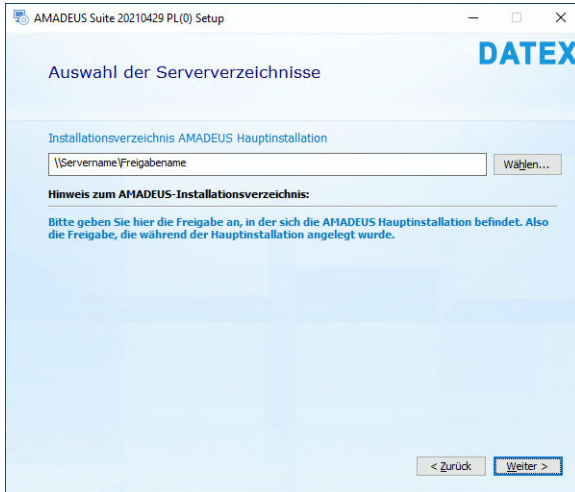 AMADEUS Suite 20210429 PL(0) Setup
DATEX
Auswahl der Serververzeichnisse
Installationsverzeichnis AMADEUS Hauptinstallation
\\Servername\Freigabename
Wählen...
Hinweis zum AMADEUS-Installationsverzeichnis:
Bitte geben Sie hier die Freigabe an, in der sich die AMADEUS Hauptinstallation befindet. Also
die Freigabe, die während der Hauptinstallation angelegt wurde.
< Zurück
Weiter >